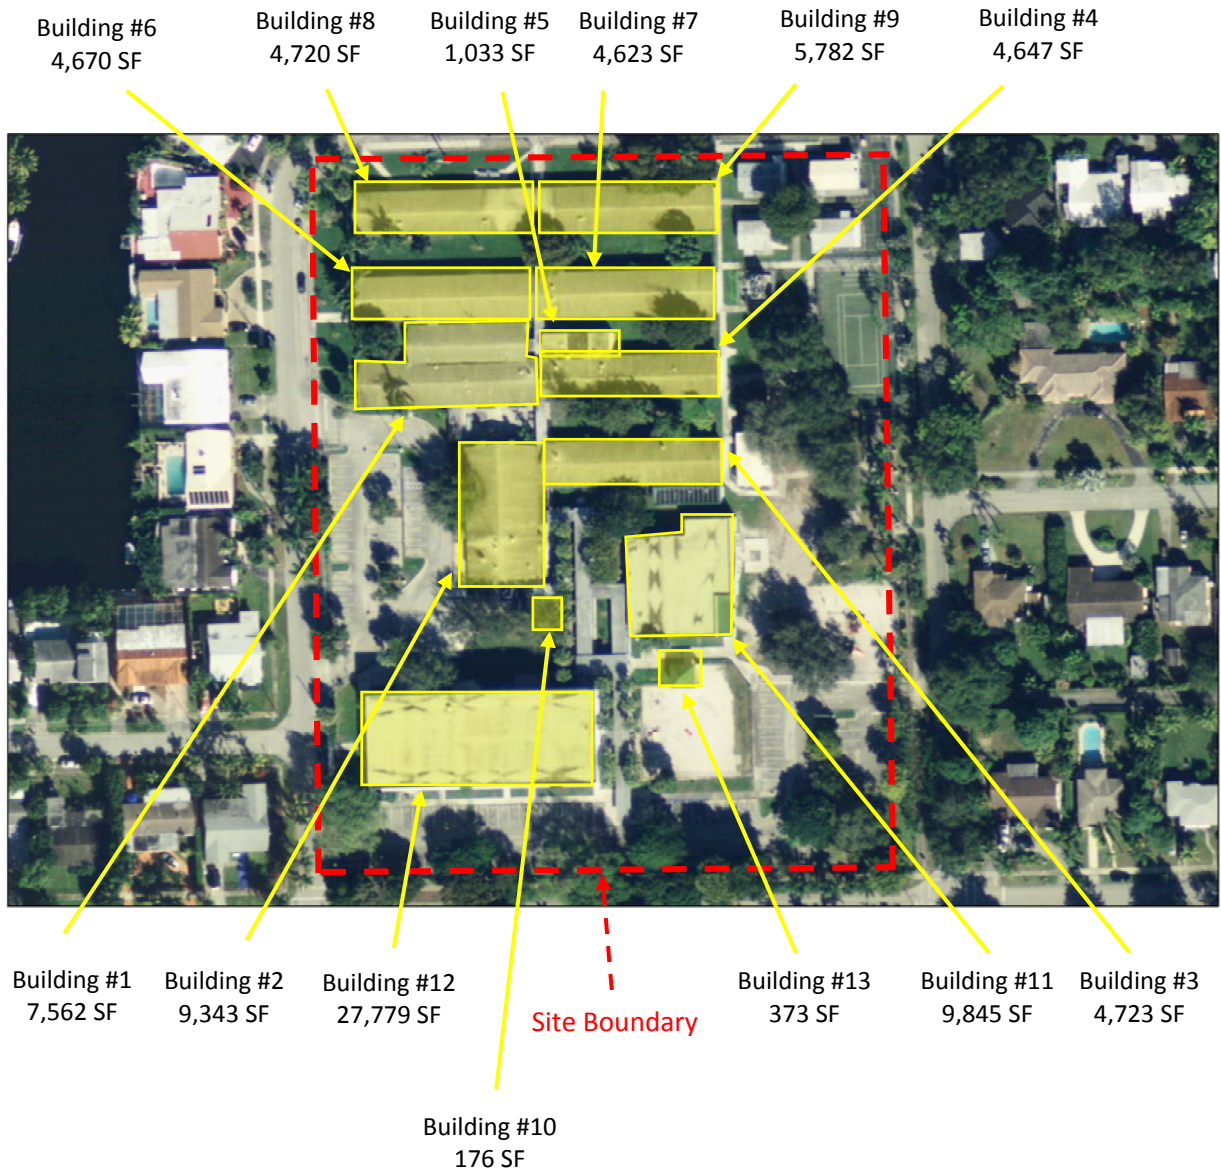 Building #6
4,670 SF
Building #8
4,720 SF
Building #5
1,033 SF
Building #7
4,623 SF
Building #9
5,782 SF
Building #4
4,647 SF
Building #1
7,562 SF
Building #2
9,343 SF
Building #12
27,779 SF
Site Boundary
Building #13
373 SF
Building #11
9,845 SF
Building #3
4,723 SF
Building #10
176 SF